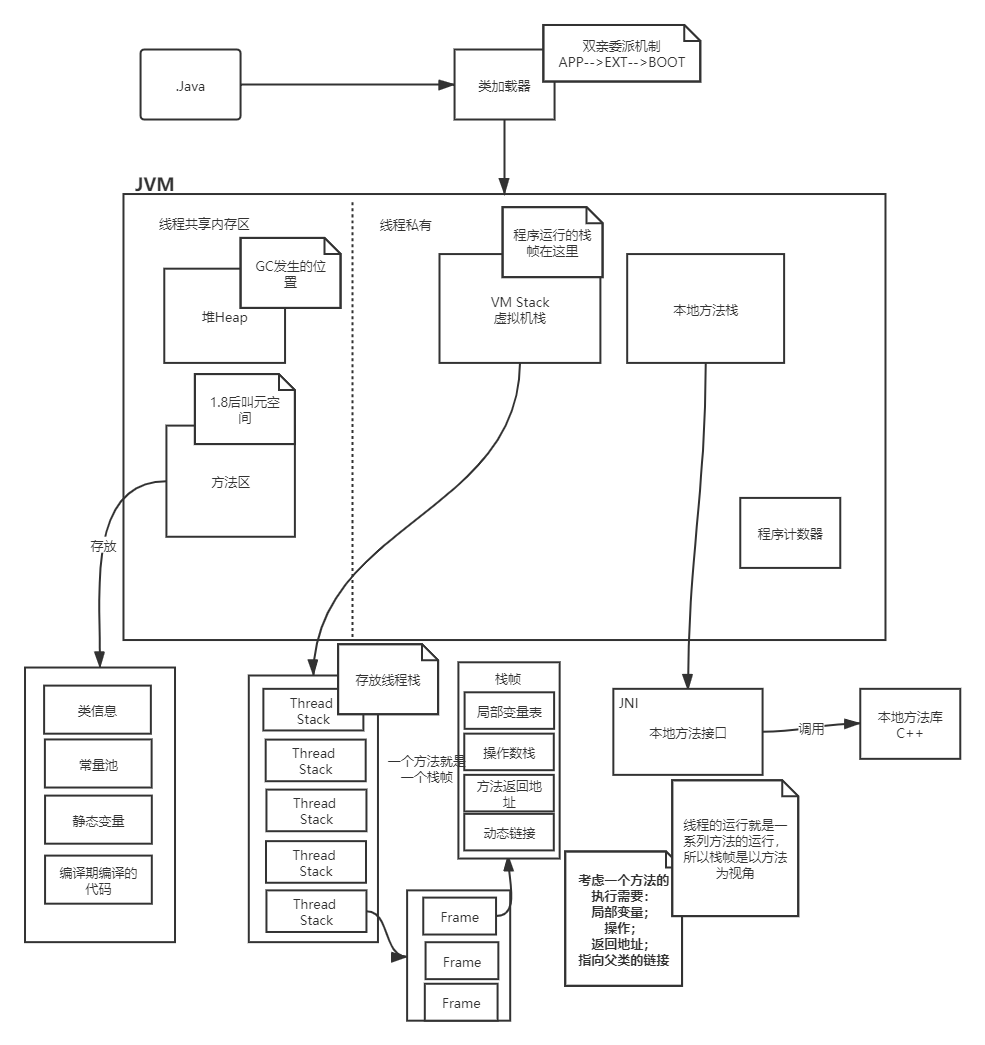 .Java
类加载器
双亲委派机制
APP-->EXT-->BOOT
JVM
线程共享内存区
GC发生的位
置
堆Heap
1.8后叫元空
间
方法区
存放
线程私有
程序运行的栈
帧在这里
VM Stack
虚拟机栈
本地方法栈
程序计数器
类信息
常量池
静态变量
编译期编译的
代码
存放线程栈
Thread
Stack
Thread
Stack
Thread
Stack
Thread
Stack
Thread
Stack
一个方法就是
一个栈帧
栈帧
局部变量表
操作数栈
方法返回地
址
动态链接
Frame
Frame
Frame
JNI
本地方法接口
调用
本地方法库
C++
线程的运行就是一
系列方法的运行，
所以栈帧是以方法
为视角
考虑一个方法的
执行需要：
局部变量；
操作；
返回地址；
指向父类的链接